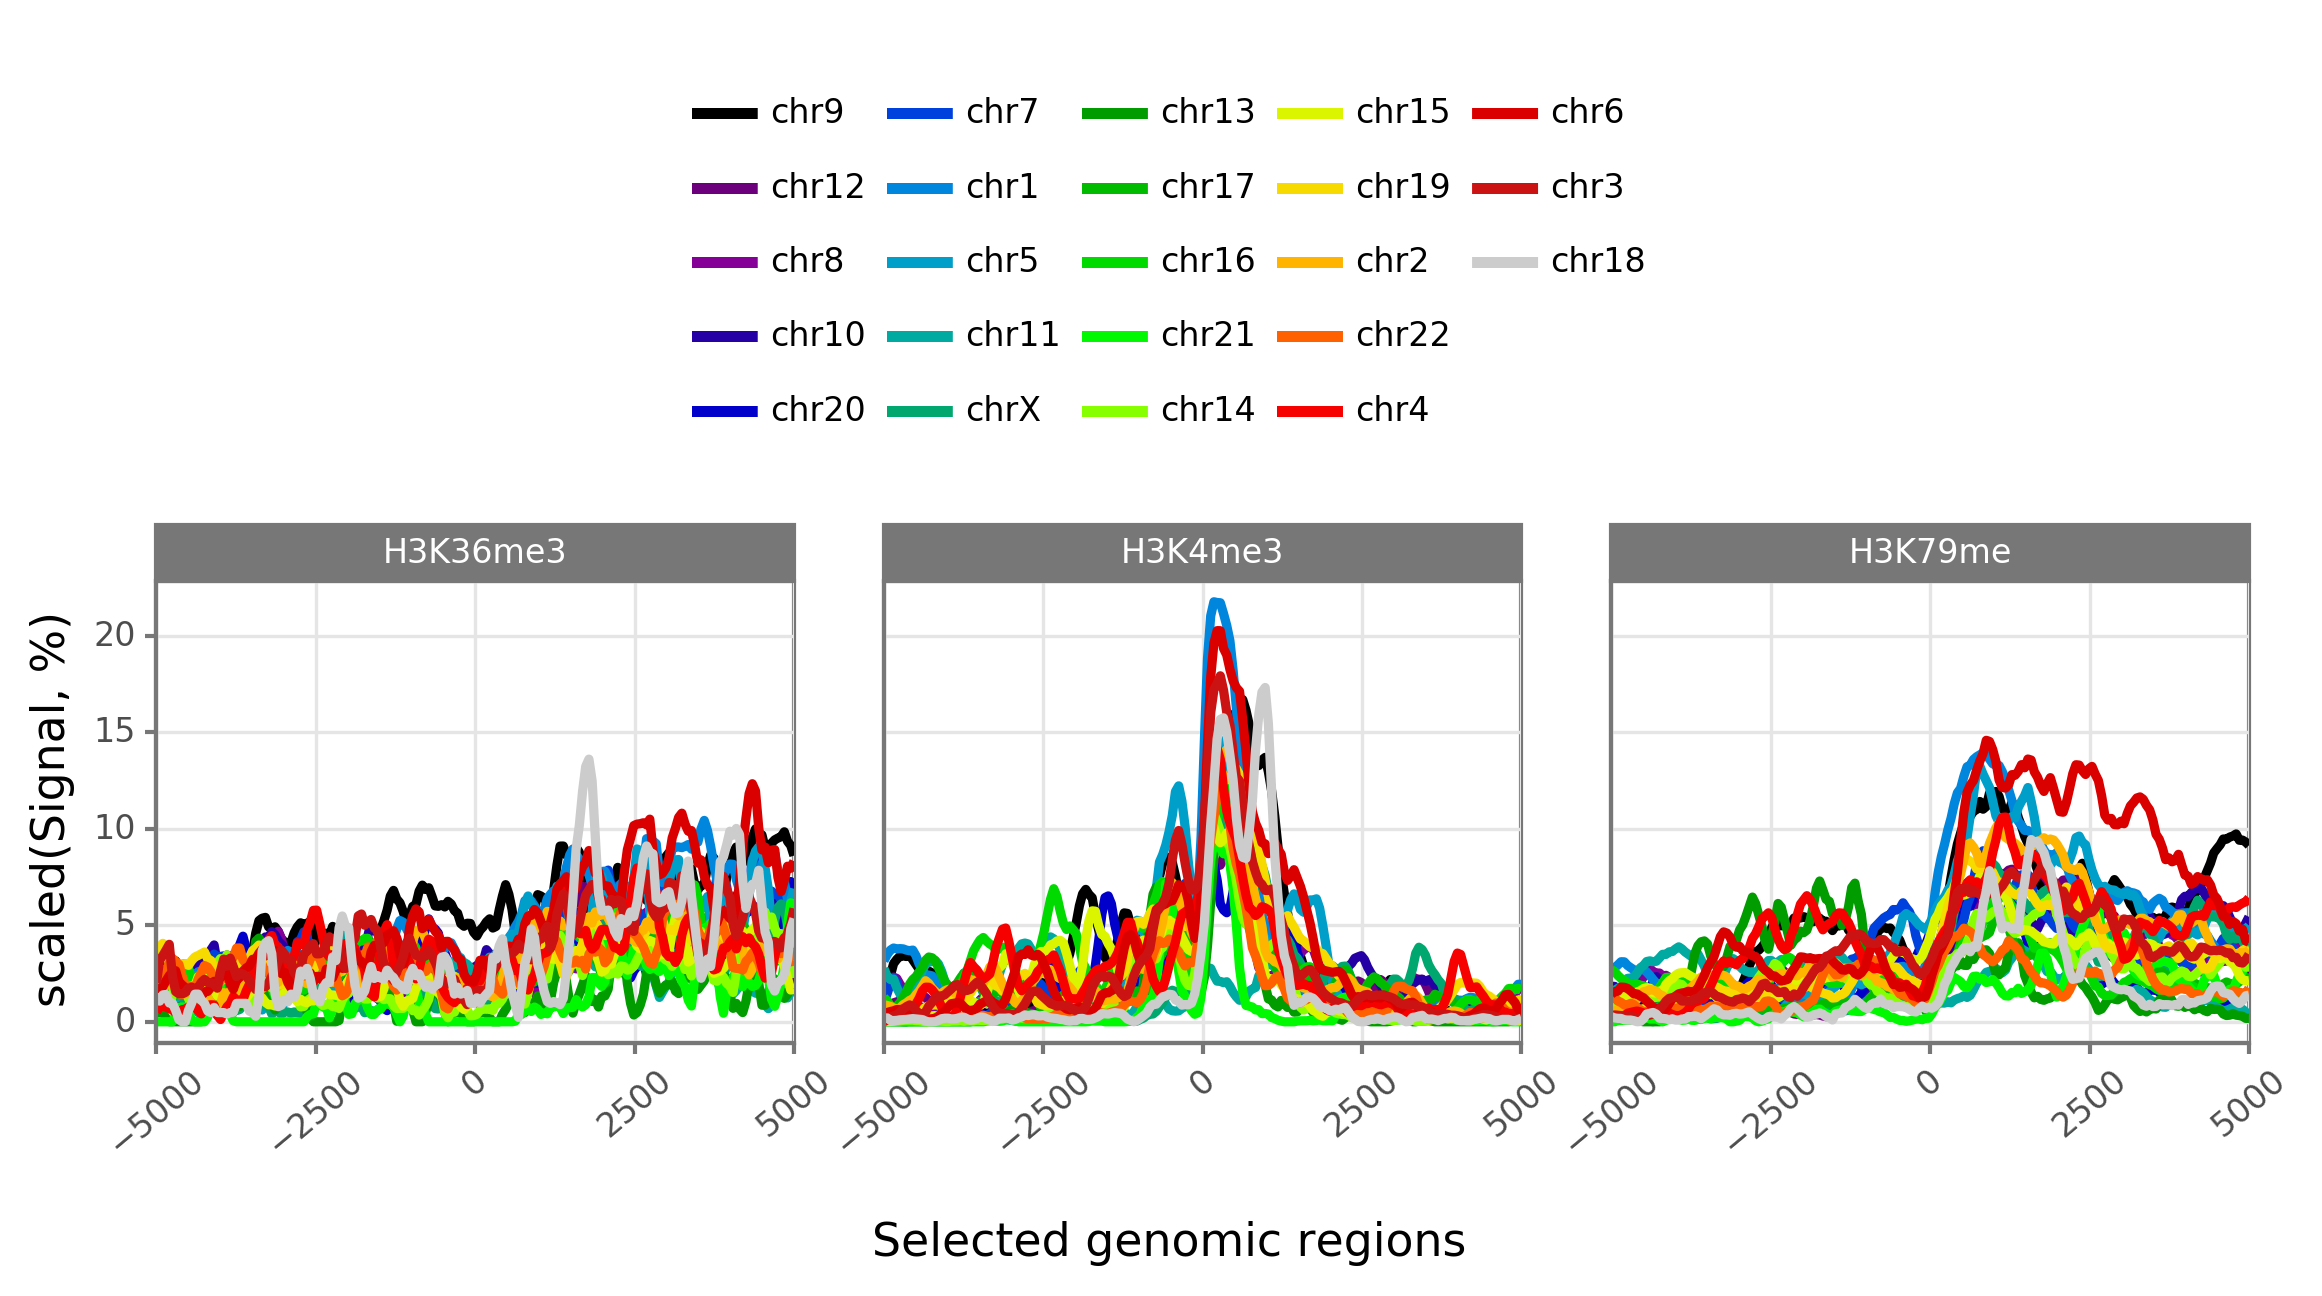 chr9 chr7 chr13 chr15 chr6
chr12 chr1 chr17 chr19 chr3
chr8 chr5 chr16 chr2 chr18
chr10 chr11 chr21 chr22
chr20 chrX chr14 chr4
H3K36me3 H3K4me3 H3K79me
scaled(Signal, %)
20
15
10
5
0
−5000 −2500 0 2500 5000 −5000 −2500 0 2500 5000 −5000 −2500 0 2500 5000
Selected genomic regions